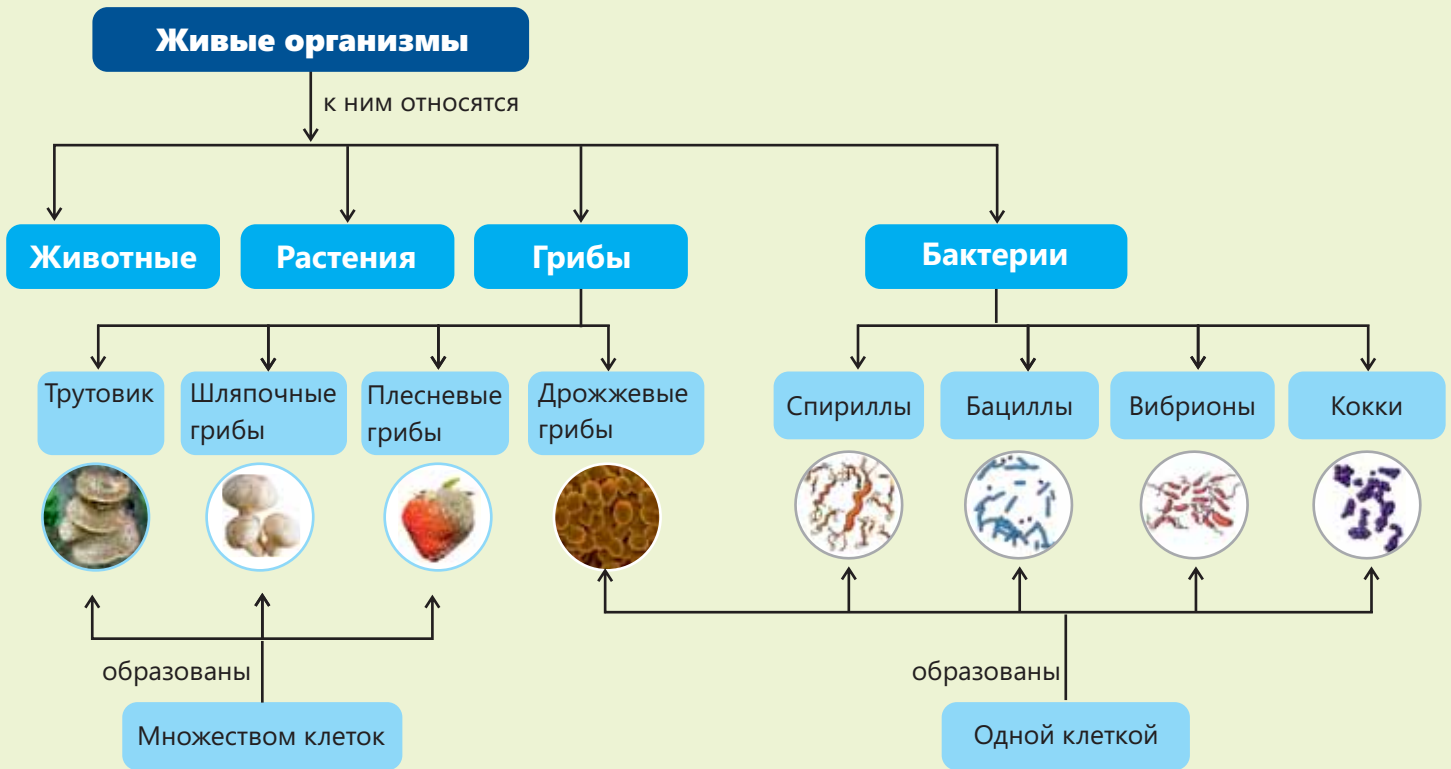 Живые организмы
к ним относятся
Животные
Растения
Грибы
Бактерии
Трутовик
Шляпочные
грибы
Плесневые
грибы
Дрожжевые
грибы
Спириллы
Бациллы
Вибрионы
Кокки
образованы
образованы
Множеством клеток
Одной клеткой